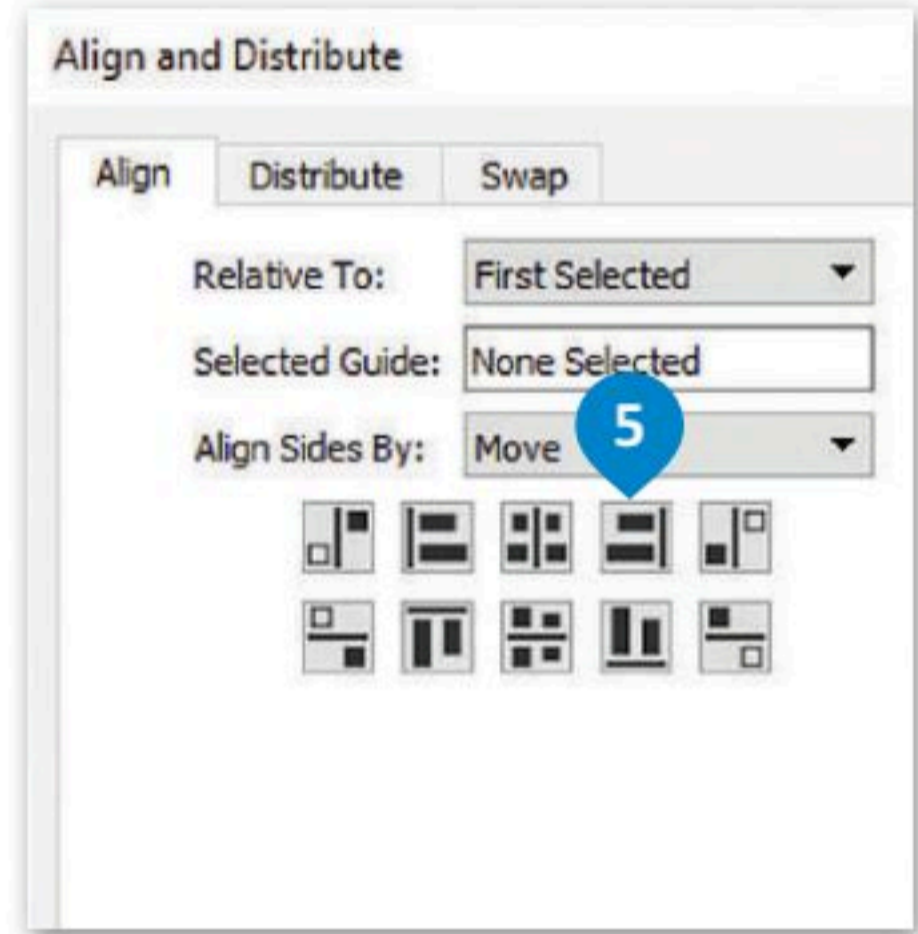 Align and Distribute
Align Distribute Swap
Relative To: First Selected
Selected Guide: None Selected
Align Sides By: Move
5